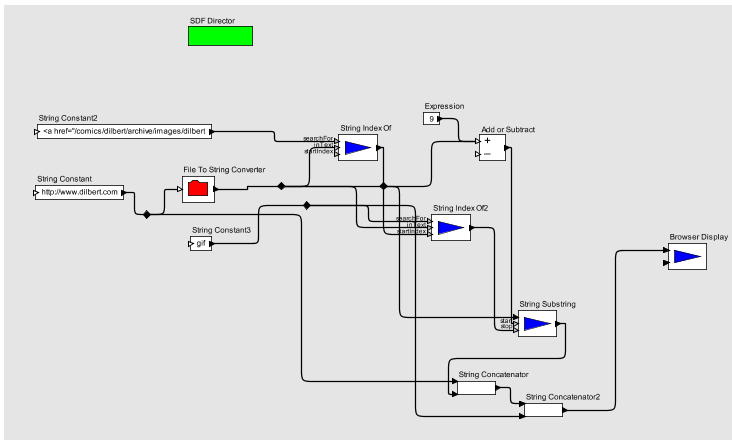 SDF Director
Expression
9
String Constant2
<a href="/comics/dilbert/archive/images/dilbert
String Index Of
searchFor
inText
startIndex
Add or Subtract
+
–
String Constant
http://www.dilbert.com
File To String Converter
String Index Of2
searchFor
inText
startIndex
String Constant3
gif
Browser Display
String Substring
start
stop
String Concatenator
String Concatenator2